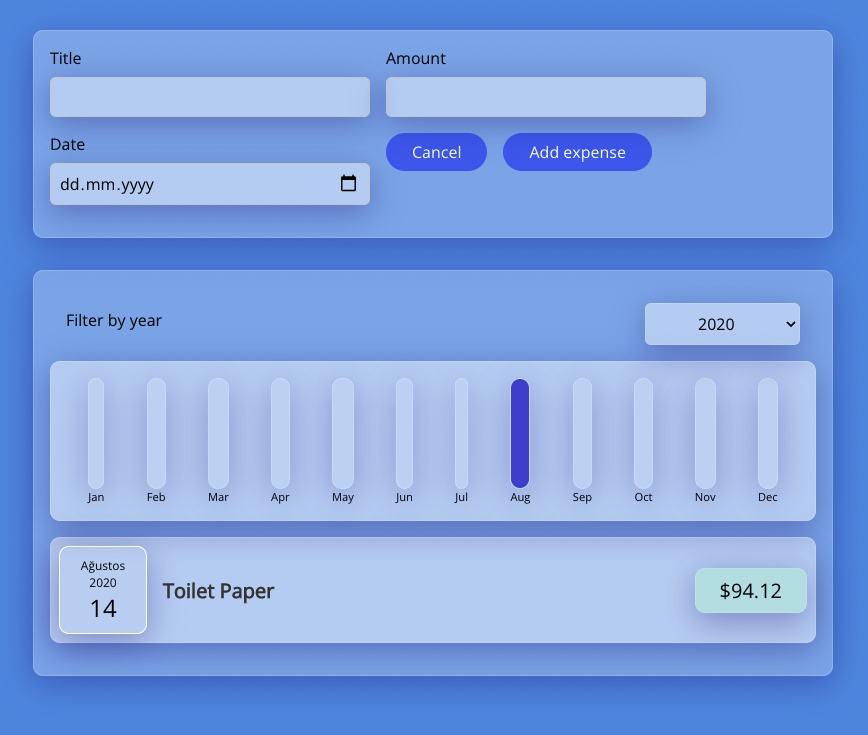 Title
Amount
Date
dd.mm.yyyy
Cancel
Add expense
Filter by year
2020
Jan
Feb
Mar
Apr
May
Jun
Jul
Aug
Sep
Oct
Nov
Dec
Ağustos
2020
14
Toilet Paper
$94.12